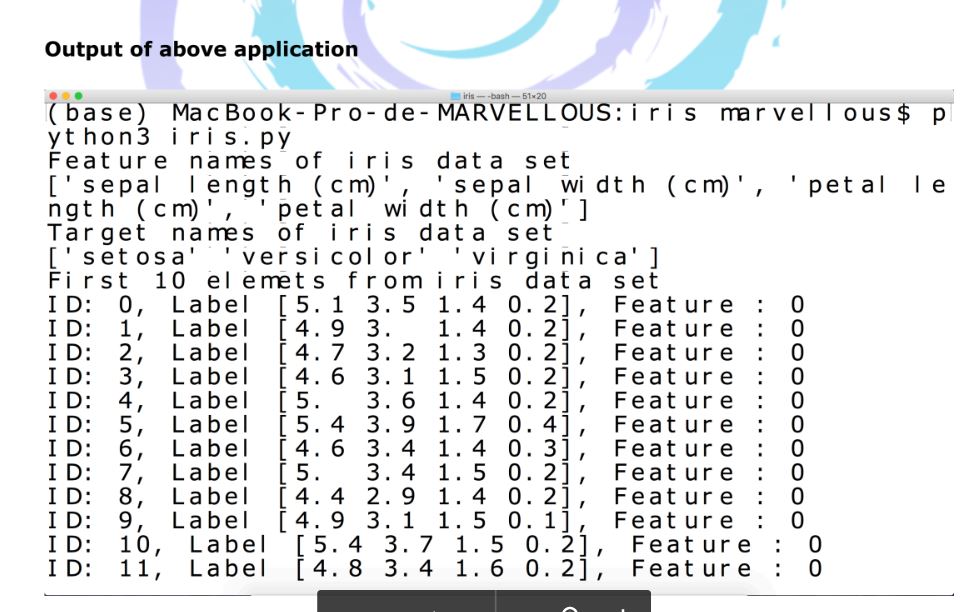 Output of above application
iris — -bash — 51×20
(base) MacBook-Pro-de-MARVELLOUS:iris marvellous$ p
ython3 iris.py
Feature names of iris data set
['sepal length (cm)', 'sepal width (cm)', 'petal le
ngth (cm)', 'petal width (cm)']
Target names of iris data set
['setosa' 'versicolor' 'virginica']
First 10 elemets from iris data set
ID: 0, Label [5.1 3.5 1.4 0.2], Feature : 0
ID: 1, Label [4.9 3.  1.4 0.2], Feature : 0
ID: 2, Label [4.7 3.2 1.3 0.2], Feature : 0
ID: 3, Label [4.6 3.1 1.5 0.2], Feature : 0
ID: 4, Label [5.  3.6 1.4 0.2], Feature : 0
ID: 5, Label [5.4 3.9 1.7 0.4], Feature : 0
ID: 6, Label [4.6 3.4 1.4 0.3], Feature : 0
ID: 7, Label [5.  3.4 1.5 0.2], Feature : 0
ID: 8, Label [4.4 2.9 1.4 0.2], Feature : 0
ID: 9, Label [4.9 3.1 1.5 0.1], Feature : 0
ID: 10, Label [5.4 3.7 1.5 0.2], Feature : 0
ID: 11, Label [4.8 3.4 1.6 0.2], Feature : 0